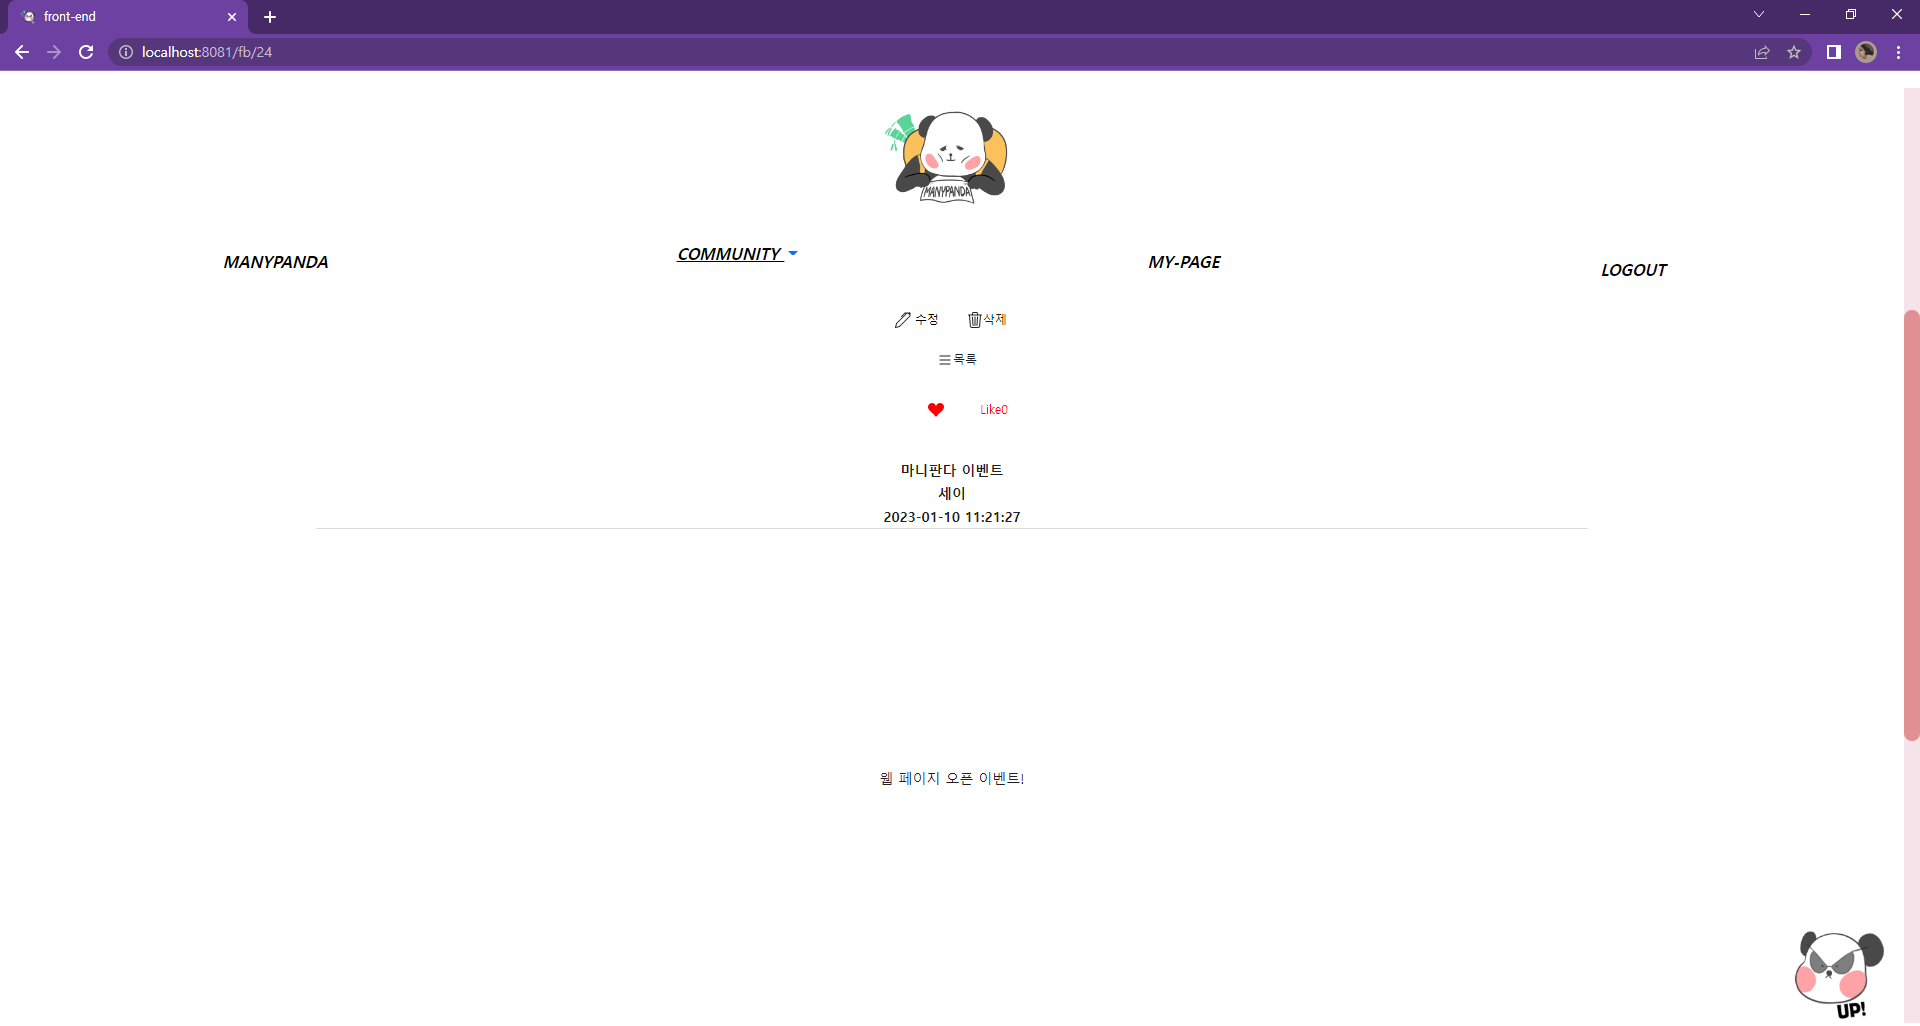 front-end
localhost:8081/fb/24
MANYPANDA
MANYPANDA
COMMUNITY
MY-PAGE
LOGOUT
수정
삭제
목록
Like0
마니판다 이벤트
세이
2023-01-10 11:21:27
웹 페이지 오픈 이벤트!
UP!